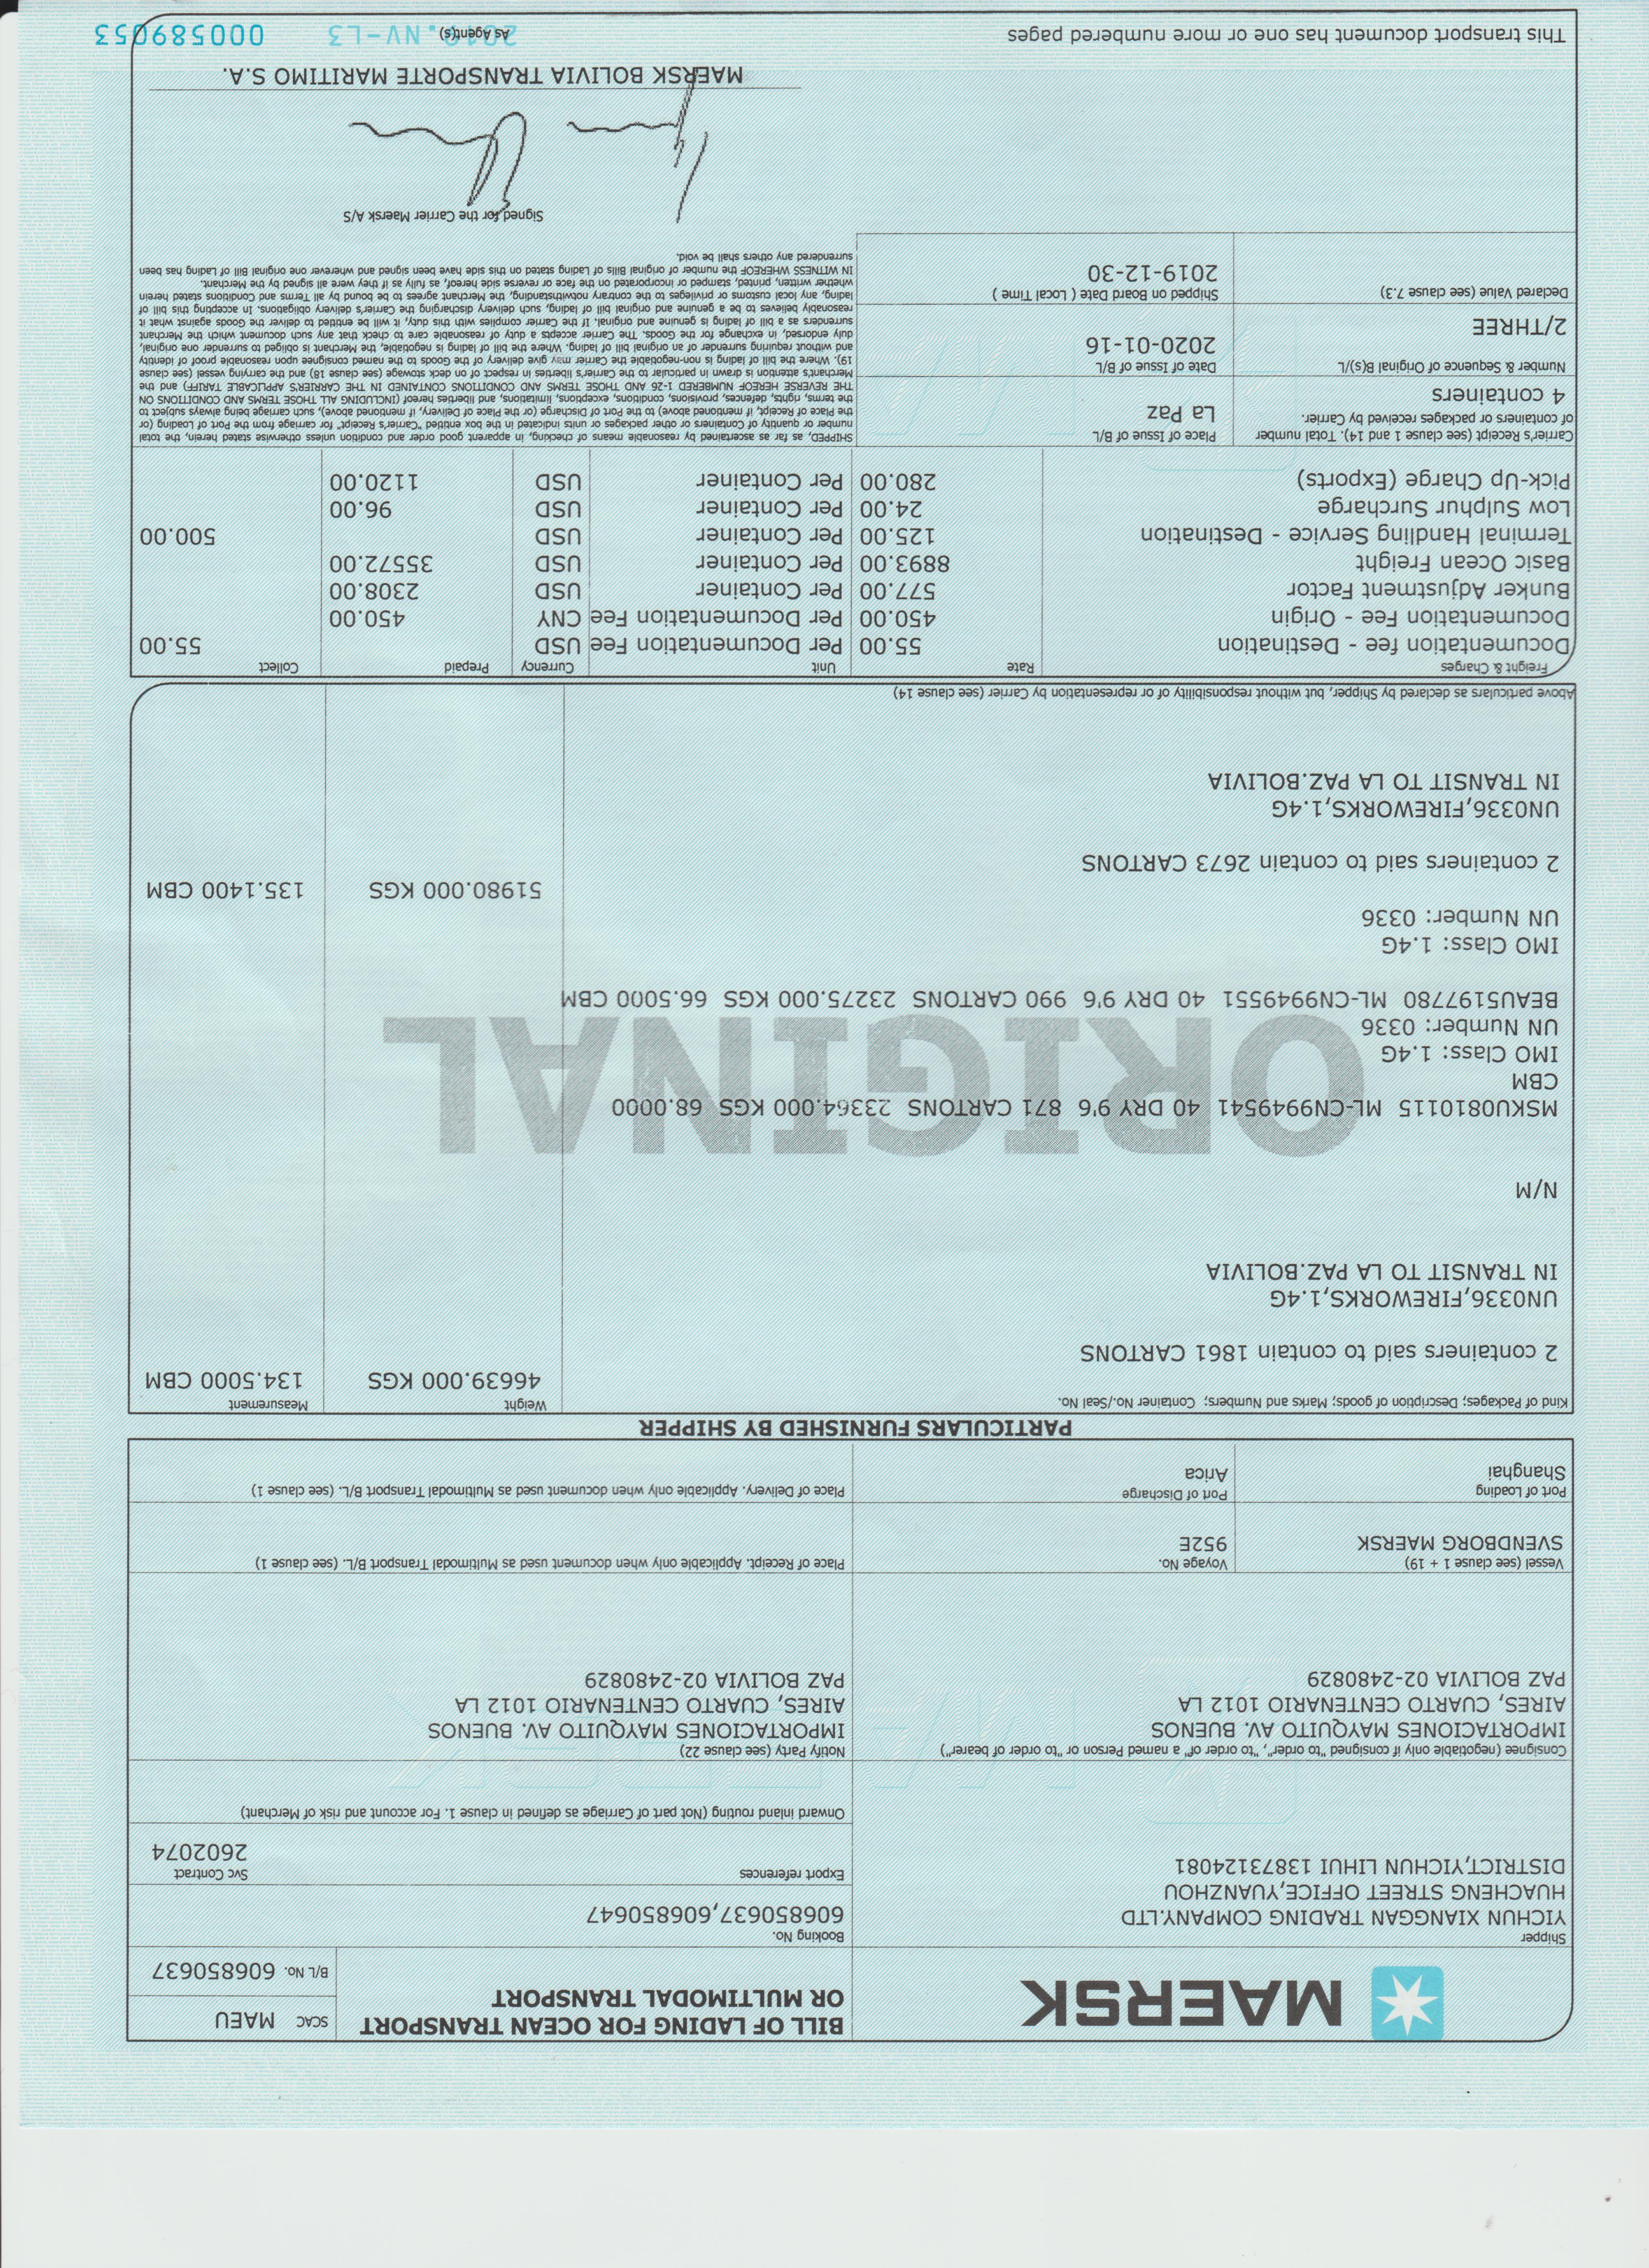 MAERSK
BILL OF LADING FOR OCEAN TRANSPORT
OR MULTIMODAL TRANSPORT
SCAC MAEU
B/L No. 606850637
Shipper
YICHUN XIANGGAN TRADING COMPANY.LTD
HUACHENG STREET OFFICE,YUANZHOU
DISTRICT,YICHUN LIHUI 13873124081
Booking No.
606850637,606850647
Export references
Svc Contract
2602074
Onward inland routing (Not part of Carriage as defined in clause 1. For account and risk of Merchant)
Consignee (negotiable only if consigned "to order", "to order of" a named Person or "to order of bearer")
IMPORTACIONES MAYQUITO AV. BUENOS
AIRES, CUARTO CENTENARIO 1012 LA
PAZ BOLIVIA 02-2480829
Notify Party (see clause 22)
IMPORTACIONES MAYQUITO AV. BUENOS
AIRES, CUARTO CENTENARIO 1012 LA
PAZ BOLIVIA 02-2480829
Vessel (see clause 1 + 19)
SVENDBORG MAERSK
Voyage No.
952E
Place of Receipt. Applicable only when document used as Multimodal Transport B/L. (see clause 1)
Port of Loading
Shanghai
Port of Discharge
Arica
Place of Delivery. Applicable only when document used as Multimodal Transport B/L. (see clause 1)
PARTICULARS FURNISHED BY SHIPPER
Kind of Packages; Description of goods; Marks and Numbers; Container No./Seal No.
Weight
Measurement
46639.000 KGS 134.5000 CBM
2 containers said to contain 1861 CARTONS
UN0336,FIREWORKS,1.4G
IN TRANSIT TO LA PAZ.BOLIVIA
N/M
ORIGINAL
MSKU0810115 ML-CN9949541 40 DRY 9'6 871 CARTONS 23364.000 KGS 68.0000
CBM
IMO Class: 1.4G
UN Number: 0336
BEAU5197780 ML-CN9949551 40 DRY 9'6 990 CARTONS 23275.000 KGS 66.5000 CBM
IMO Class: 1.4G
UN Number: 0336
51980.000 KGS 135.1400 CBM
2 containers said to contain 2673 CARTONS
UN0336,FIREWORKS,1.4G
IN TRANSIT TO LA PAZ.BOLIVIA
Above particulars as declared by Shipper, but without responsibility of or representation by Carrier (see clause 14)
Freight & Charges Rate Unit Currency Prepaid Collect
Documentation fee - Destination 55.00 Per Documentation Fee USD 55.00
Documentation Fee - Origin 450.00 Per Documentation Fee CNY 450.00
Bunker Adjustment Factor 577.00 Per Container USD 2308.00
Basic Ocean Freight 8893.00 Per Container USD 35572.00
Terminal Handling Service - Destination 125.00 Per Container USD 500.00
Low Sulphur Surcharge 24.00 Per Container USD 96.00
Pick-Up Charge (Exports) 280.00 Per Container USD 1120.00
Carrier's Receipt (see clause 1 and 14). Total number
of containers or packages received by Carrier.
4 containers
Place of Issue of B/L
La Paz
Number & Sequence of Original B(s)/L
2/THREE
Date of Issue of B/L
2020-01-16
Declared Value (see clause 7.3)
Shipped on Board Date ( Local Time )
2019-12-30
SHIPPED, as far as ascertained by reasonable means of checking, in apparent good order and condition unless otherwise stated herein, the total
number or quantity of Containers or other packages or units indicated in the box entitled "Carrier's Receipt" for carriage from the Port of Loading (or
the Place of Receipt, if mentioned above) to the Port of Discharge (or the Place of Delivery, if mentioned above), such carriage being always subject to
the terms, rights, defences, provisions, conditions, exceptions, limitations, and liberties hereof (INCLUDING ALL THOSE TERMS AND CONDITIONS ON
THE REVERSE HEREOF NUMBERED 1-26 AND THOSE TERMS AND CONDITIONS CONTAINED IN THE CARRIER'S APPLICABLE TARIFF) and the
Merchant's attention is drawn in particular to the Carrier's liberties in respect of on deck stowage (see clause 18) and the carrying vessel (see clause
19). Where the bill of lading is non-negotiable the Carrier may give delivery of the Goods to the named consignee upon reasonable proof of identity
and without requiring surrender of an original bill of lading. Where the bill of lading is negotiable, the Merchant is obliged to surrender one original,
duly endorsed, in exchange for the Goods. The Carrier accepts a duty of reasonable care to check that any such document which the Merchant
surrenders as a bill of lading is genuine and original. If the Carrier complies with this duty, it will be entitled to deliver the Goods against what it
reasonably believes to be a genuine and original bill of lading, such delivery discharging the Carrier's delivery obligations. In accepting this bill of
lading, any local customs or privileges to the contrary notwithstanding, the Merchant agrees to be bound by all Terms and Conditions stated herein
whether written, printed, stamped or incorporated on the face or reverse side hereof, as fully as if they were all signed by the Merchant.
IN WITNESS WHEREOF the number of original Bills of Lading stated on this side have been signed and wherever one original Bill of Lading has been
surrendered any others shall be void.
Signed for the Carrier Maersk A/S
MAERSK BOLIVIA TRANSPORTE MARITIMO S.A.
This transport document has one or more numbered pages
As Agent(s)
NV-L3 000589053